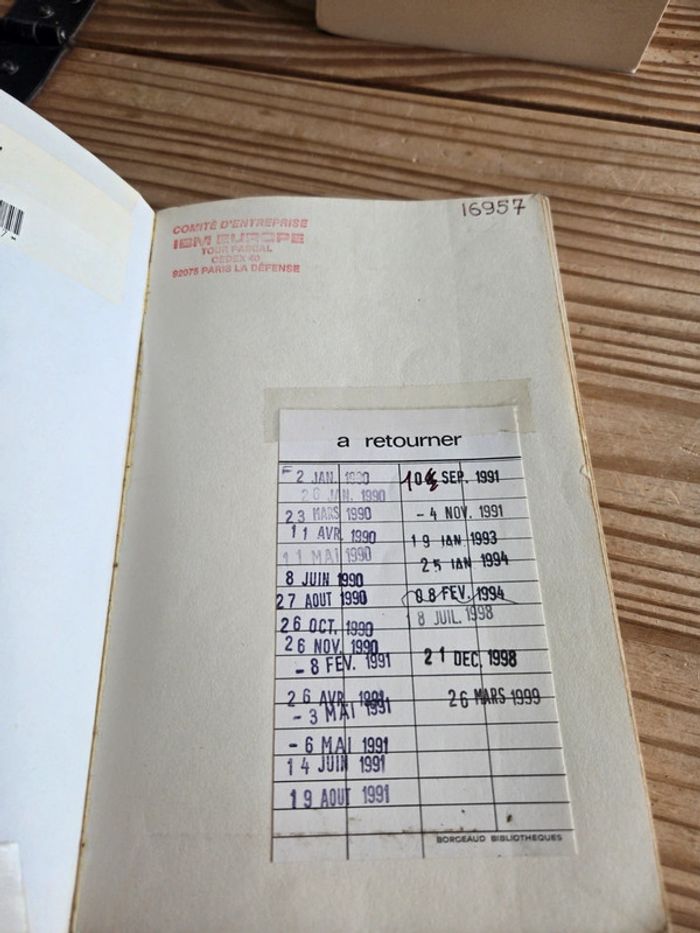 16957
COMITÉ D'ENTREPRISE
IBM EUROPE
TOUR PASCAL
CEDEX 40
92075 PARIS LA DÉFENSE
a retourner
2 JAN. 1990
26 JAN. 1990
23 MARS 1990
11 AVR 1990
11 MAI 1990
8 JUIN 1990
27 AOUT 1990
26 OCT. 1990
26 NOV. 1990
- 8 FEV. 1991
26 AVR 1991
- 3 MAI 1991
- 6 MAI 1991
14 JUIN 1991
19 AOUT 1991
SEP. 1991
- 4 NOV. 1991
19 JAN 1993
25 JAN 1994
08 FEV. 1994
8 JUIL. 1998
21 DEC. 1998
26 MARS 1999
BORGEAUD BIBLIOTHEQUES